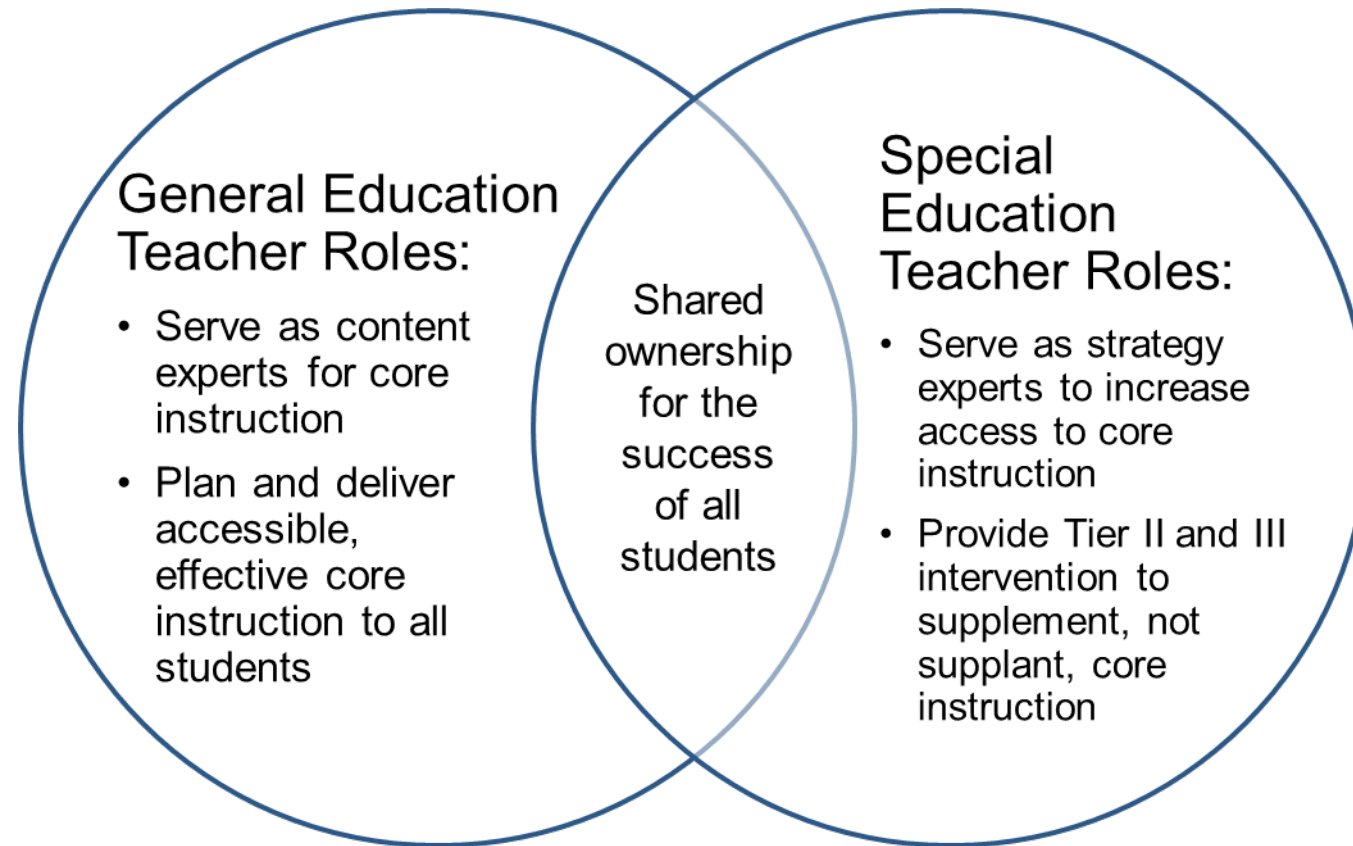 General Education
Teacher Roles:
• Serve as content
experts for core
instruction
• Plan and deliver
accessible,
effective core
instruction to all
students
Shared
ownership
for the
success
of all
students
Special
Education
Teacher Roles:
• Serve as strategy
experts to increase
access to core
instruction
• Provide Tier II and III
intervention to
supplement, not
supplant, core
instruction